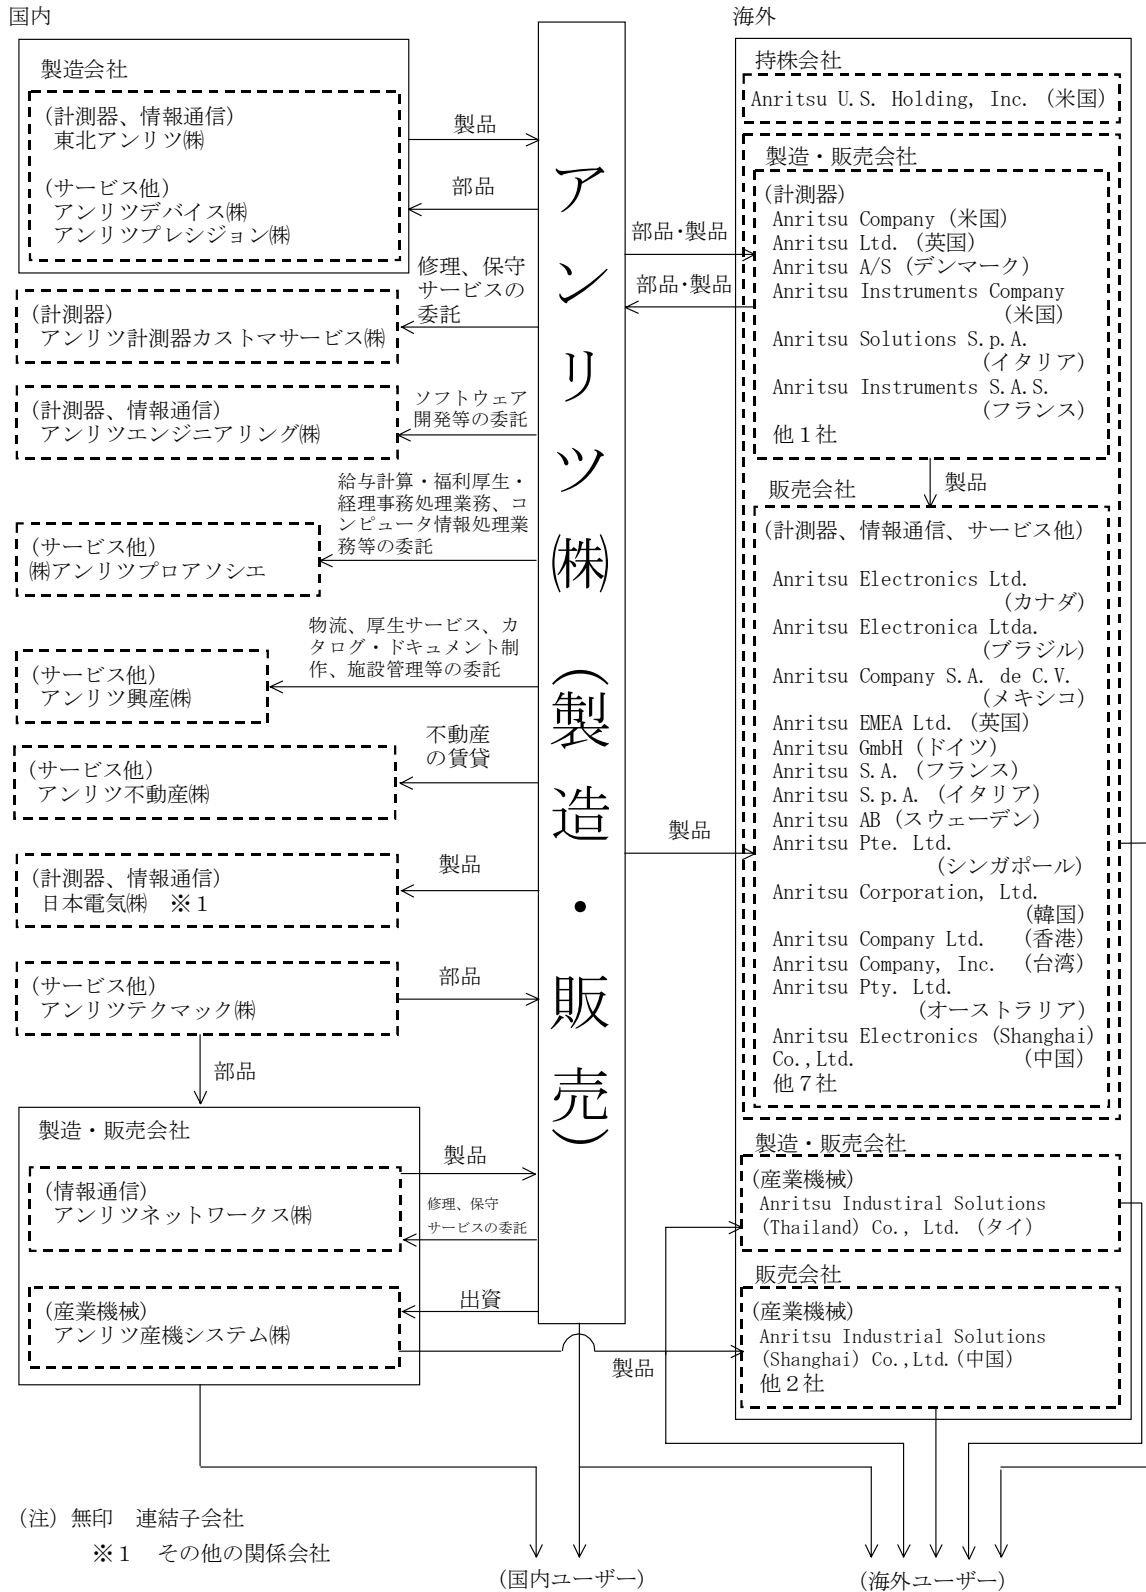 国内
製造会社
(計測器、情報通信)
東北アンリツ㈱
(サービス他)
アンリツデバイス㈱
アンリツプレシジョン㈱
(計測器)
アンリツ計測器カストマサービス㈱
(計測器、情報通信)
アンリツエンジニアリング㈱
(サービス他)
㈱アンリツプロアソシエ
(サービス他)
アンリツ興産㈱
(サービス他)
アンリツ不動産㈱
(計測器、情報通信)
日本電気㈱ ※1
(サービス他)
アンリツテクマック㈱
部品
製造・販売会社
(情報通信)
アンリツネットワークス㈱
(産業機械)
アンリツ産機システム㈱
製品
部品
修理、保守
サービスの
委託
ソフトウェア
開発等の委託
給与計算・福利厚生・
経理事務処理業務、コ
ンピュータ情報処理業
務等の委託
物流、厚生サービス、カ
タログ・ドキュメント制
作、施設管理等の委託
不動産
の賃貸
製品
部品
製品
修理、保守
サービスの委託
出資
アンリツ㈱(製造・販売)
部品・製品
部品・製品
製品
製品
海外
持株会社
Anritsu U.S. Holding, Inc. (米国)
製造・販売会社
(計測器)
Anritsu Company (米国)
Anritsu Ltd. (英国)
Anritsu A/S (デンマーク)
Anritsu Instruments Company
(米国)
Anritsu Solutions S.p.A.
(イタリア)
Anritsu Instruments S.A.S.
(フランス)
他1社
製品
販売会社
(計測器、情報通信、サービス他)
Anritsu Electronics Ltd.
(カナダ)
Anritsu Electronica Ltda.
(ブラジル)
Anritsu Company S.A. de C.V.
(メキシコ)
Anritsu EMEA Ltd. (英国)
Anritsu GmbH (ドイツ)
Anritsu S.A. (フランス)
Anritsu S.p.A. (イタリア)
Anritsu AB (スウェーデン)
Anritsu Pte. Ltd.
(シンガポール)
Anritsu Corporation, Ltd.
(韓国)
Anritsu Company Ltd. (香港)
Anritsu Company, Inc. (台湾)
Anritsu Pty. Ltd.
(オーストラリア)
Anritsu Electronics (Shanghai)
Co.,Ltd. (中国)
他7社
製造・販売会社
(産業機械)
Anritsu Industiral Solutions
(Thailand) Co., Ltd. (タイ)
販売会社
(産業機械)
Anritsu Industrial Solutions
(Shanghai) Co.,Ltd. (中国)
他2社
(注) 無印 連結子会社
※1 その他の関係会社
(国内ユーザー)
(海外ユーザー)